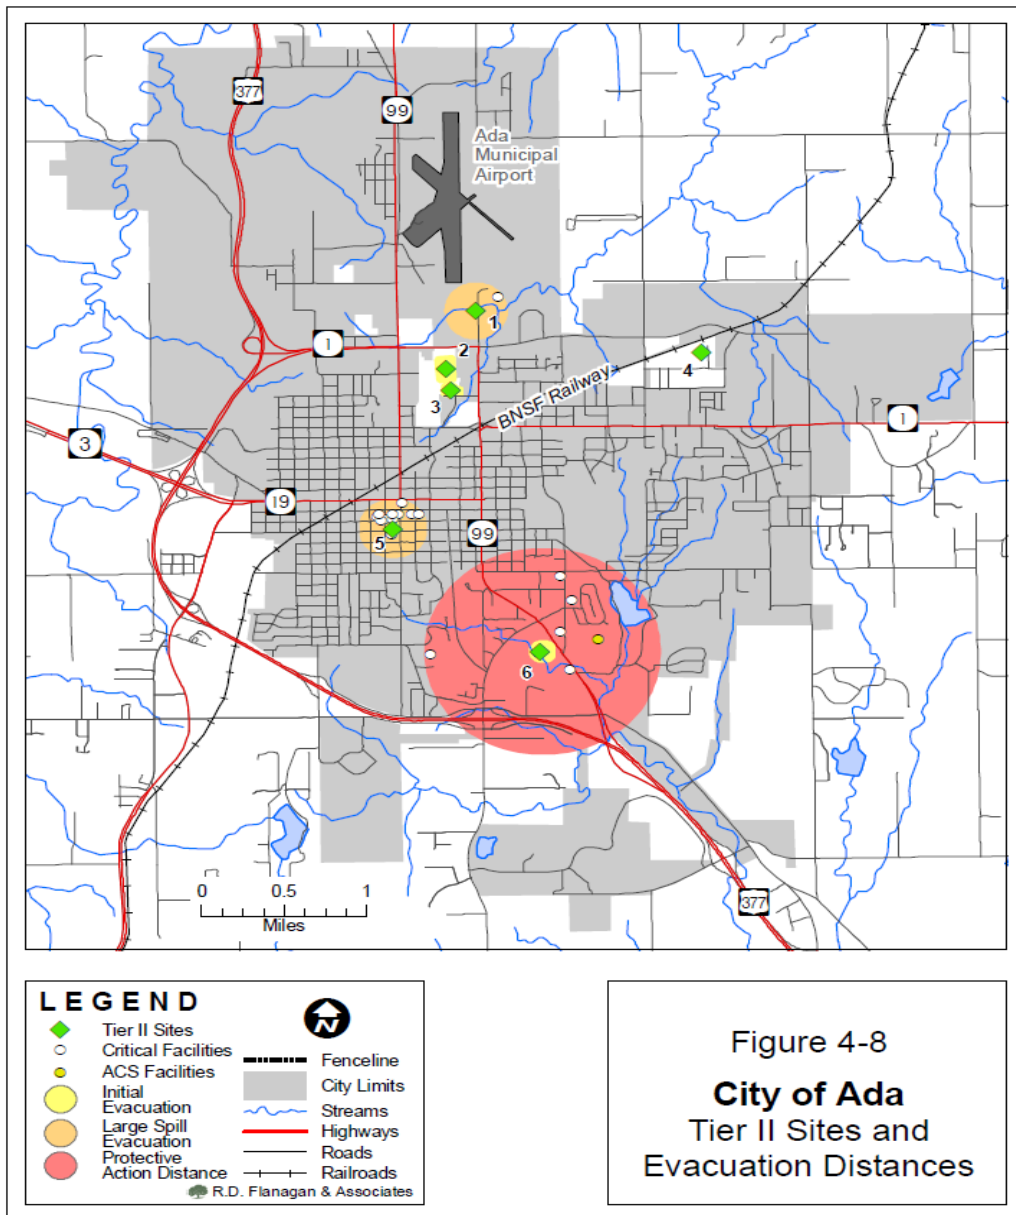 377
99
Ada
Municipal
Airport
1
1
2
3
4
BNSF Railway
1
3
19
5
99
6
377
0 0.5 1
Miles
LEGEND
Tier II Sites
Critical Facilities
ACS Facilities
Initial
Evacuation
Large Spill
Evacuation
Protective
Action Distance
N
Fenceline
City Limits
Streams
Highways
Roads
Railroads
R.D. Flanagan & Associates
Figure 4-8
City of Ada
Tier II Sites and
Evacuation Distances